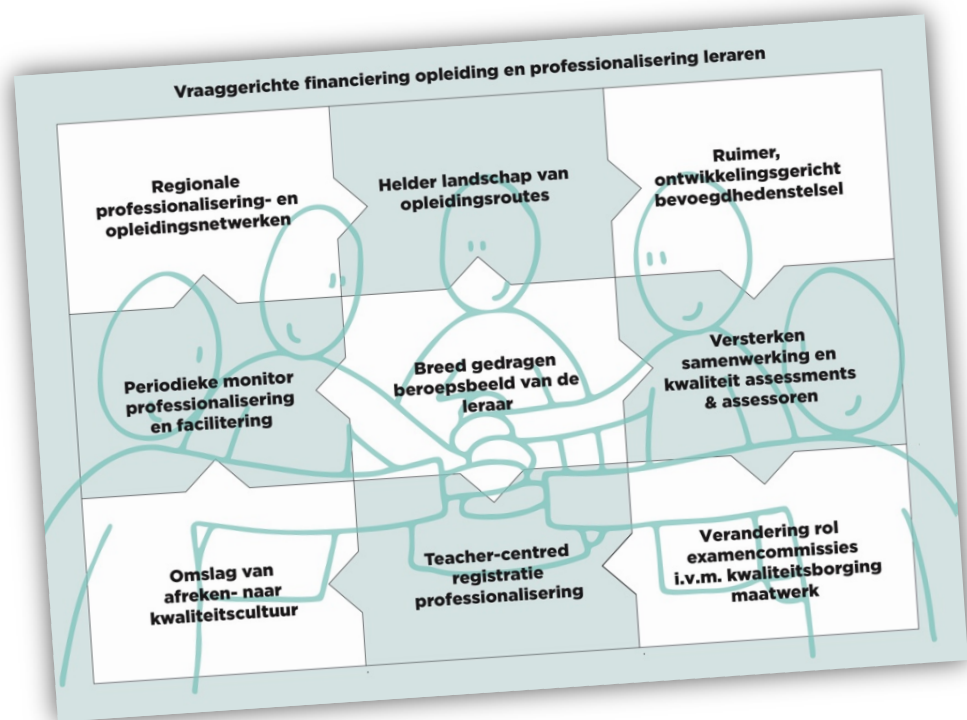 Vraaggerichte financiering opleiding en professionalisering leraren
Regionale
professionalisering- en
opleidingsnetwerken
Helder landschap van
opleidingsroutes
Ruimer,
ontwikkelingsgericht
bevoegdhedenstelsel
Periodieke monitor
professionalisering
en facilitering
Breed gedragen
beroepsbeeld van de
leraar
Versterken
samenwerking en
kwaliteit assessments
& assessoren
Omslag van
afreken- naar
kwaliteitscultuur
Teacher-centred
registratie
professionalisering
Verandering rol
examencommissies
i.v.m. kwaliteitsborging
maatwerk